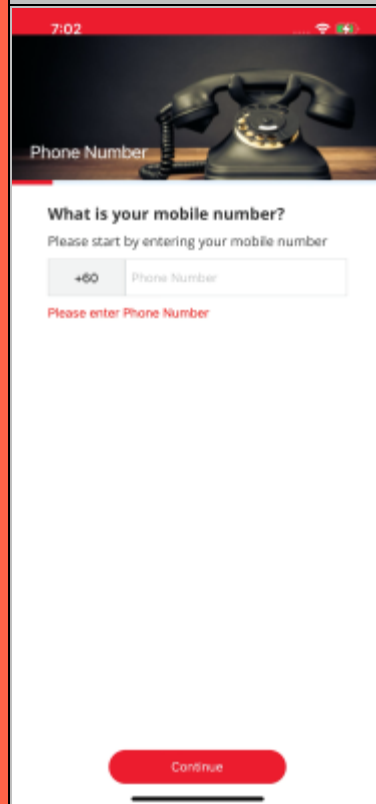 7:02
Phone Number
What is your mobile number?
Please start by entering your mobile number
+60 Phone Number
Please enter Phone Number
Continue